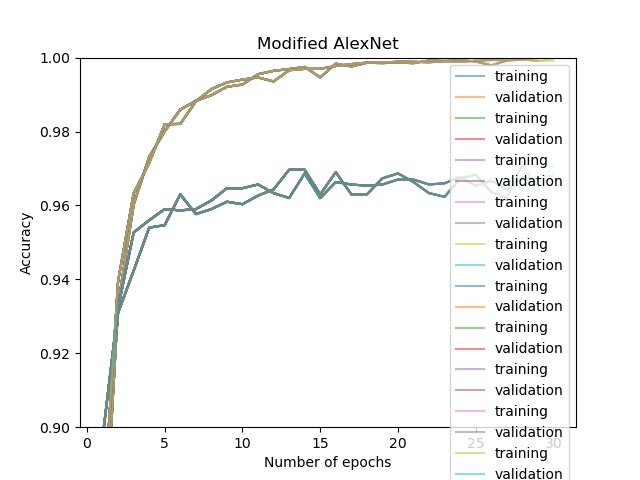 Modified AlexNet
1.00
0.98
0.96
0.94
0.92
0.90
Accuracy
0
5
10
15
20
25
30
Number of epochs
training
validation
training
validation
training
validation
training
validation
training
validation
training
validation
training
validation
training
validation
training
validation
training
validation